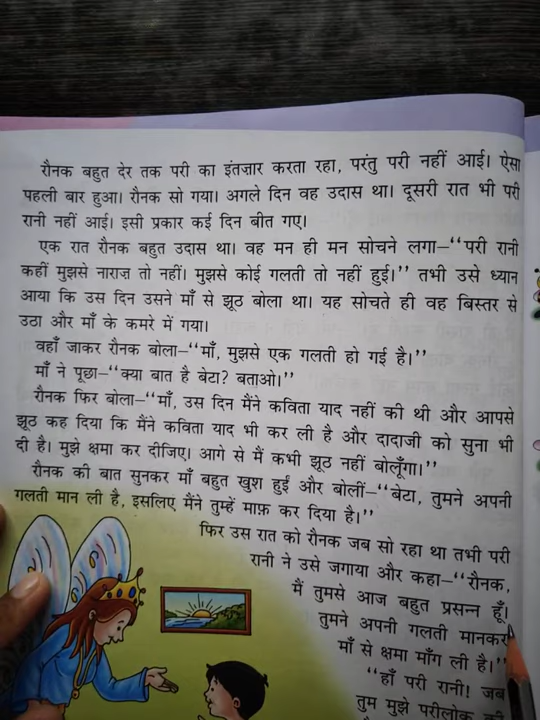 रौनक बहुत देर तक परी का इंतज़ार करता रहा, परंतु परी नहीं आई। ऐसा
पहली बार हुआ। रौनक सो गया। अगले दिन वह उदास था। दूसरी रात भी परी
रानी नहीं आई। इसी प्रकार कई दिन बीत गए।
एक रात रौनक बहुत उदास था। वह मन ही मन सोचने लगा–“परी रानी
कहीं मुझसे नाराज़ तो नहीं। मुझसे कोई गलती तो नहीं हुई।” तभी उसे ध्यान
आया कि उस दिन उसने माँ से झूठ बोला था। यह सोचते ही वह बिस्तर से
उठा और माँ के कमरे में गया।
वहाँ जाकर रौनक बोला–“माँ, मुझसे एक गलती हो गई है।”
माँ ने पूछा–“क्या बात है बेटा? बताओ।”
रौनक फिर बोला–“माँ, उस दिन मैंने कविता याद नहीं की थी और आपसे
झूठ कह दिया कि मैंने कविता याद भी कर ली है और दादाजी को सुना भी
दी है। मुझे क्षमा कर दीजिए। आगे से मैं कभी झूठ नहीं बोलूँगा।”
रौनक की बात सुनकर माँ बहुत खुश हुईं और बोलीं–“बेटा, तुमने अपनी
गलती मान ली है, इसलिए मैंने तुम्हें माफ़ कर दिया है।”
फिर उस रात को रौनक जब सो रहा था तभी परी
रानी ने उसे जगाया और कहा–“रौनक,
मैं तुमसे आज बहुत प्रसन्न हूँ।
तुमने अपनी गलती मानकर
माँ से क्षमा माँग ली है।”
“हाँ परी रानी! जब
तुम मुझे परीलोक